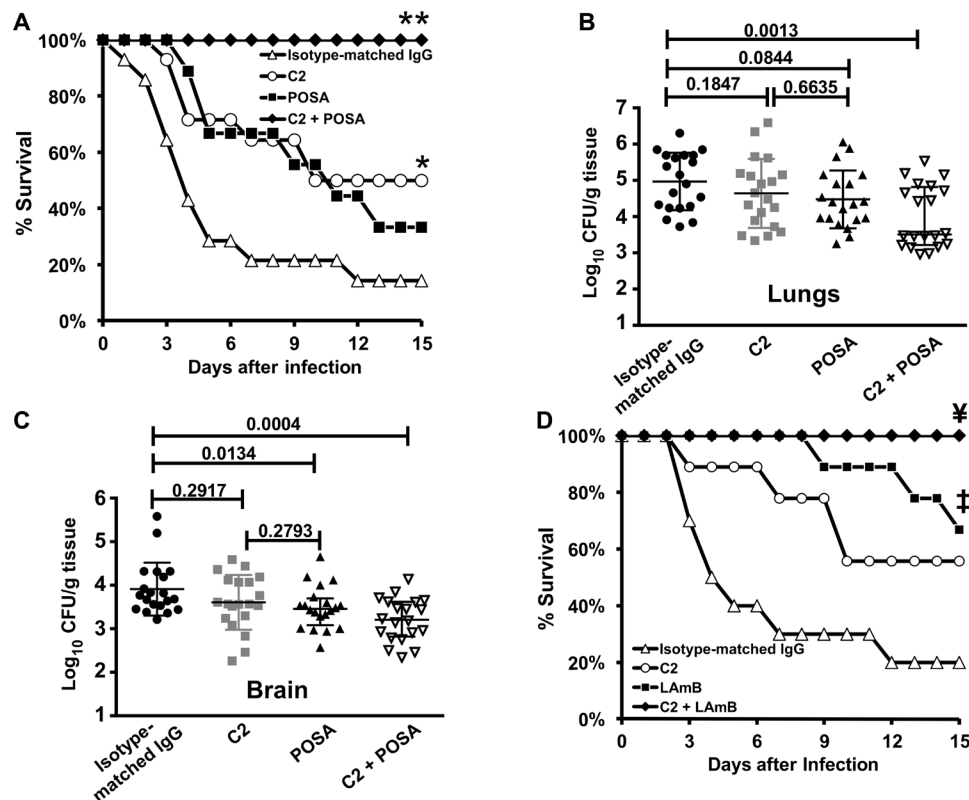 A
**
100%
80%
60%
40%
20%
0%
% Survival
Isotype-matched IgG
C2
POSA
C2 + POSA
*
0 3 6 9 12 15
Days after infection
B
0.0013
0.0844
0.1847 0.6635
7
6
5
4
3
2
1
Log10 CFU/g tissue
Lungs
Isotype-
matched IgG
C2
POSA
C2 + POSA
C
0.0004
0.0134
0.2917
0.2793
6
5
4
3
2
1
Log10 CFU/g tissue
Brain
Isotype-
matched IgG
C2
POSA
C2 + POSA
D
¥
‡
100%
80%
60%
40%
20%
0%
% Survival
Isotype-matched IgG
C2
LAmB
C2 + LAmB
0 3 6 9 12 15
Days after Infection